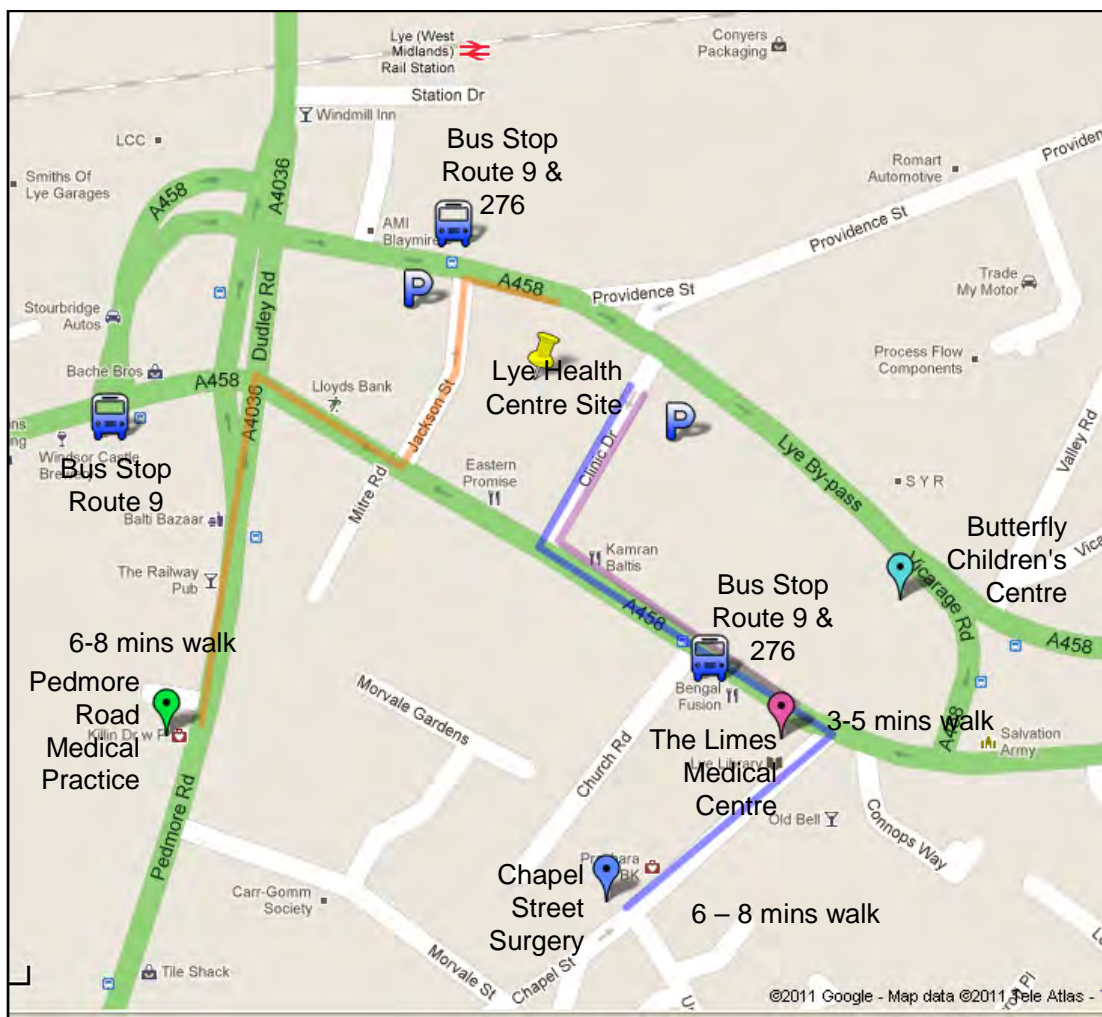 Lye (West
Midlands)
Rail Station
Conyers
Packaging
Station Dr
Windmill Inn
LCC
Bus Stop
Route 9 &
276
Smiths Of
Lye Garages
A458
A4036
Romart
Automotive
Providence St
AMI
A458
P
Providence St
Trade
My Motor
Stourbridge
Autos
Dudley Rd
Process Flow
Components
Bache Bros
A458
Lloyds Bank
Lye Health
Centre Site
Jackson St
P
A4036
Clinic Dr
Valley Rd
Bus Stop
Route 9
Windsor Castle
Mitre Rd
Eastern
Promise
Lye By-pass
S Y R
Balti Bazaar
Kamran
Baltis
Butterfly
Children's
Centre
The Railway
Pub
Bus Stop
Route 9 &
276
A458
Vicarage Rd
A458
6-8 mins walk
Pedmore
Road
Medical
Practice
Morvale Gardens
Bengal
Fusion
3-5 mins walk
The Limes
Medical
Centre
A458
Salvation
Army
Church Rd
Old Bell
Connops Way
Pedmore Rd
Chapel
Street
Surgery
6 – 8 mins walk
Carr-Gomm
Society
Morvale St
Chapel St
Tile Shack
©2011 Google - Map data ©2011 Tele Atlas -